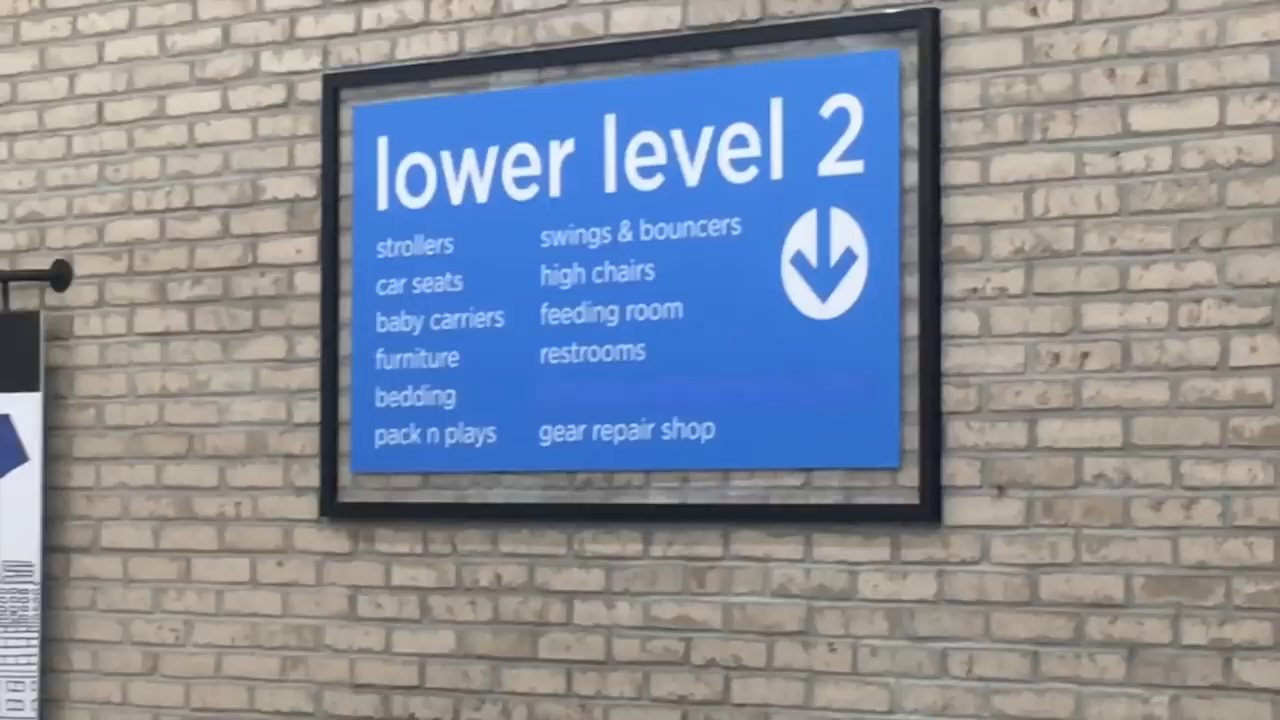 lower level 2
strollers
car seats
baby carriers
furniture
bedding
pack n plays
swings & bouncers
high chairs
feeding room
restrooms
gear repair shop